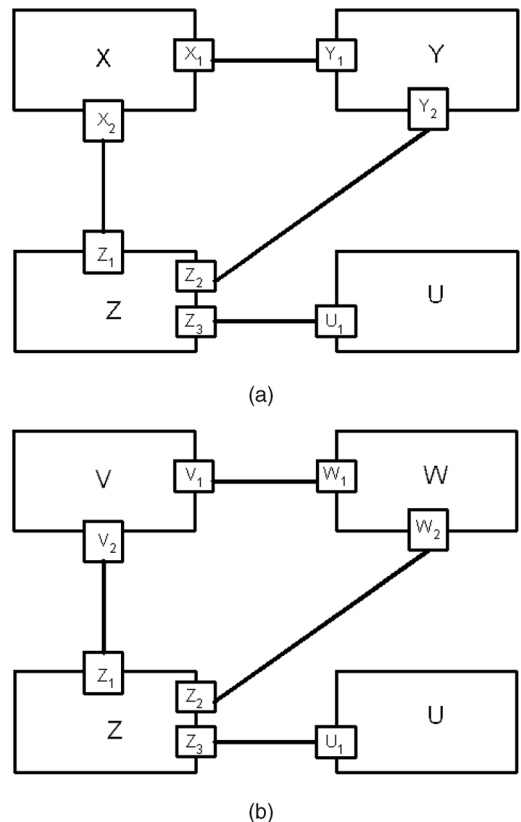 X X₁ Y₁ Y
X₂ Y₂
Z₁ Z₂
Z Z₃ U₁ U
(a)
V V₁ W₁ W
V₂ W₂
Z₁ Z₂
Z Z₃ U₁ U
(b)